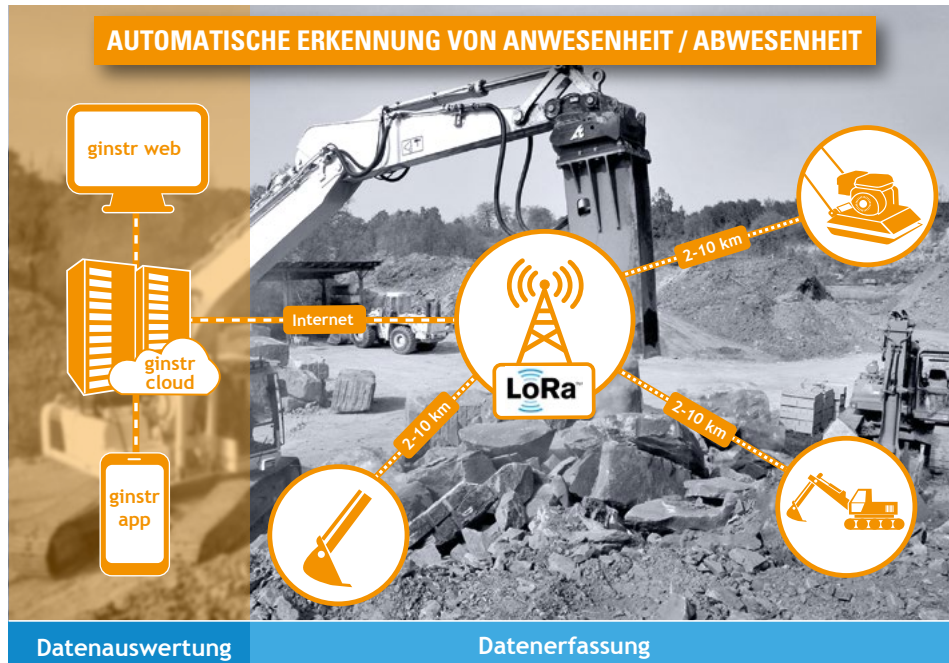 AUTOMATISCHE ERKENNUNG VON ANWESENHEIT / ABWESENHEIT
ginstr web
2-10 km
Internet
ginstr
cloud
LoRa
2-10 km
2-10 km
ginstr
app
Datenauswertung
Datenerfassung